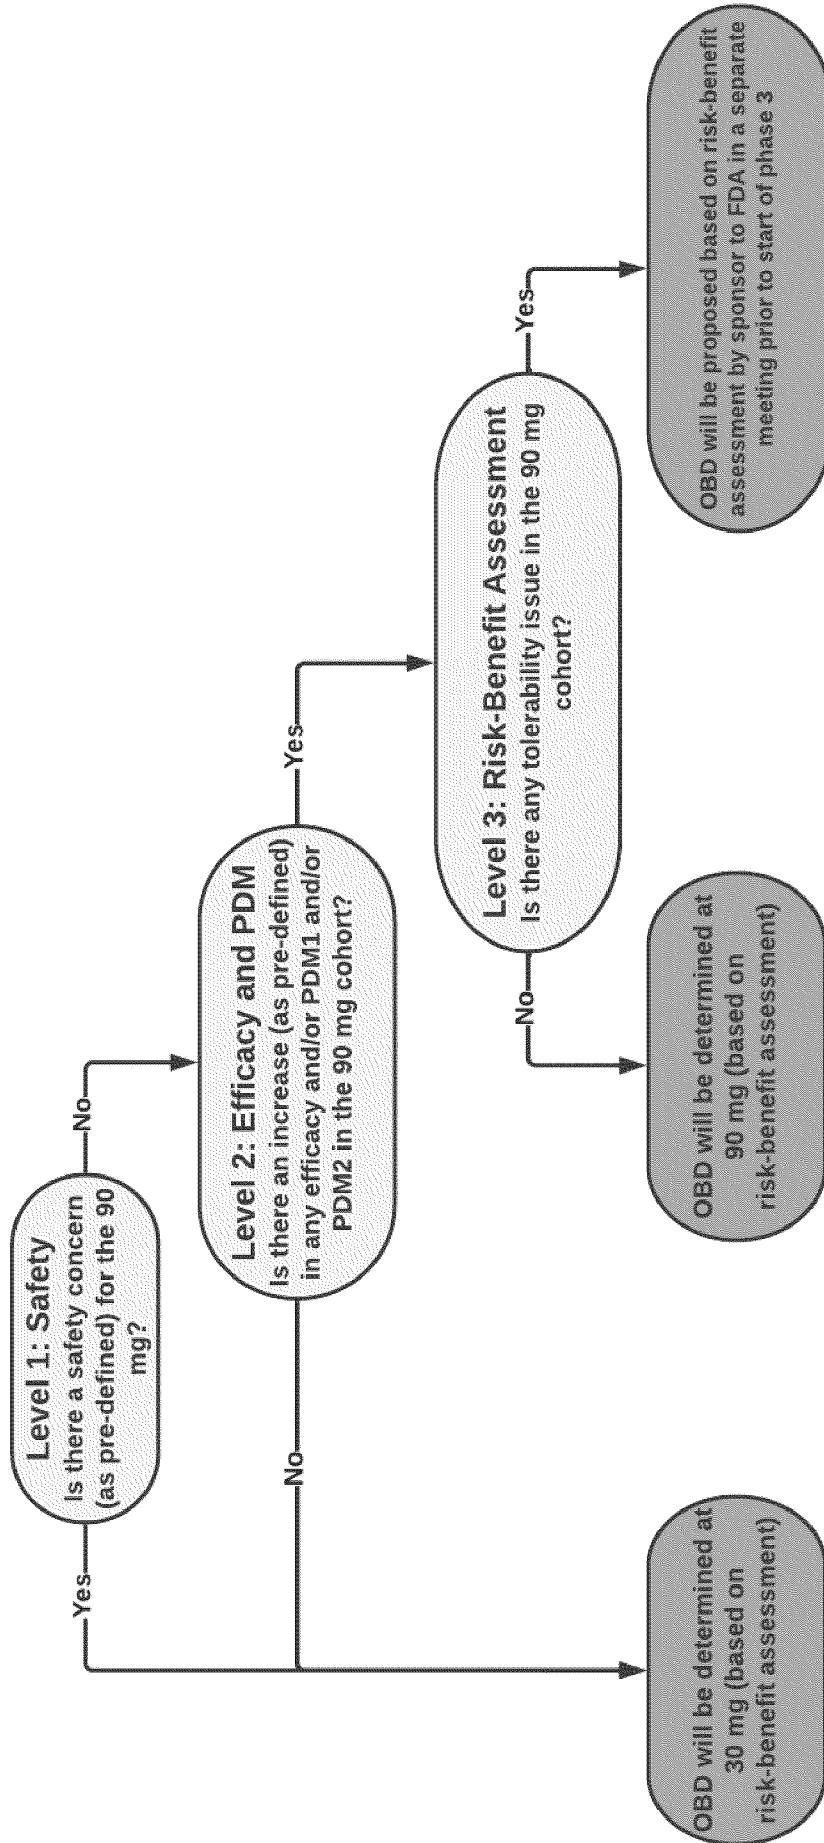 Level 1: Safety
Is there a safety concern
(as pre-defined) for the 90
mg?
Yes
No
Level 2: Efficacy and PDM
Is there an increase (as pre-defined)
in any efficacy and/or PDM1 and/or
PDM2 in the 90 mg cohort?
No
Yes
Level 3: Risk-Benefit Assessment
Is there any tolerability issue in the 90 mg
cohort?
No
Yes
OBD will be determined at
30 mg (based on
risk-benefit assessment)
OBD will be determined at
90 mg (based on
risk-benefit assessment)
OBD will be proposed based on risk-benefit
assessment by sponsor to FDA in a separate
meeting prior to start of phase 3